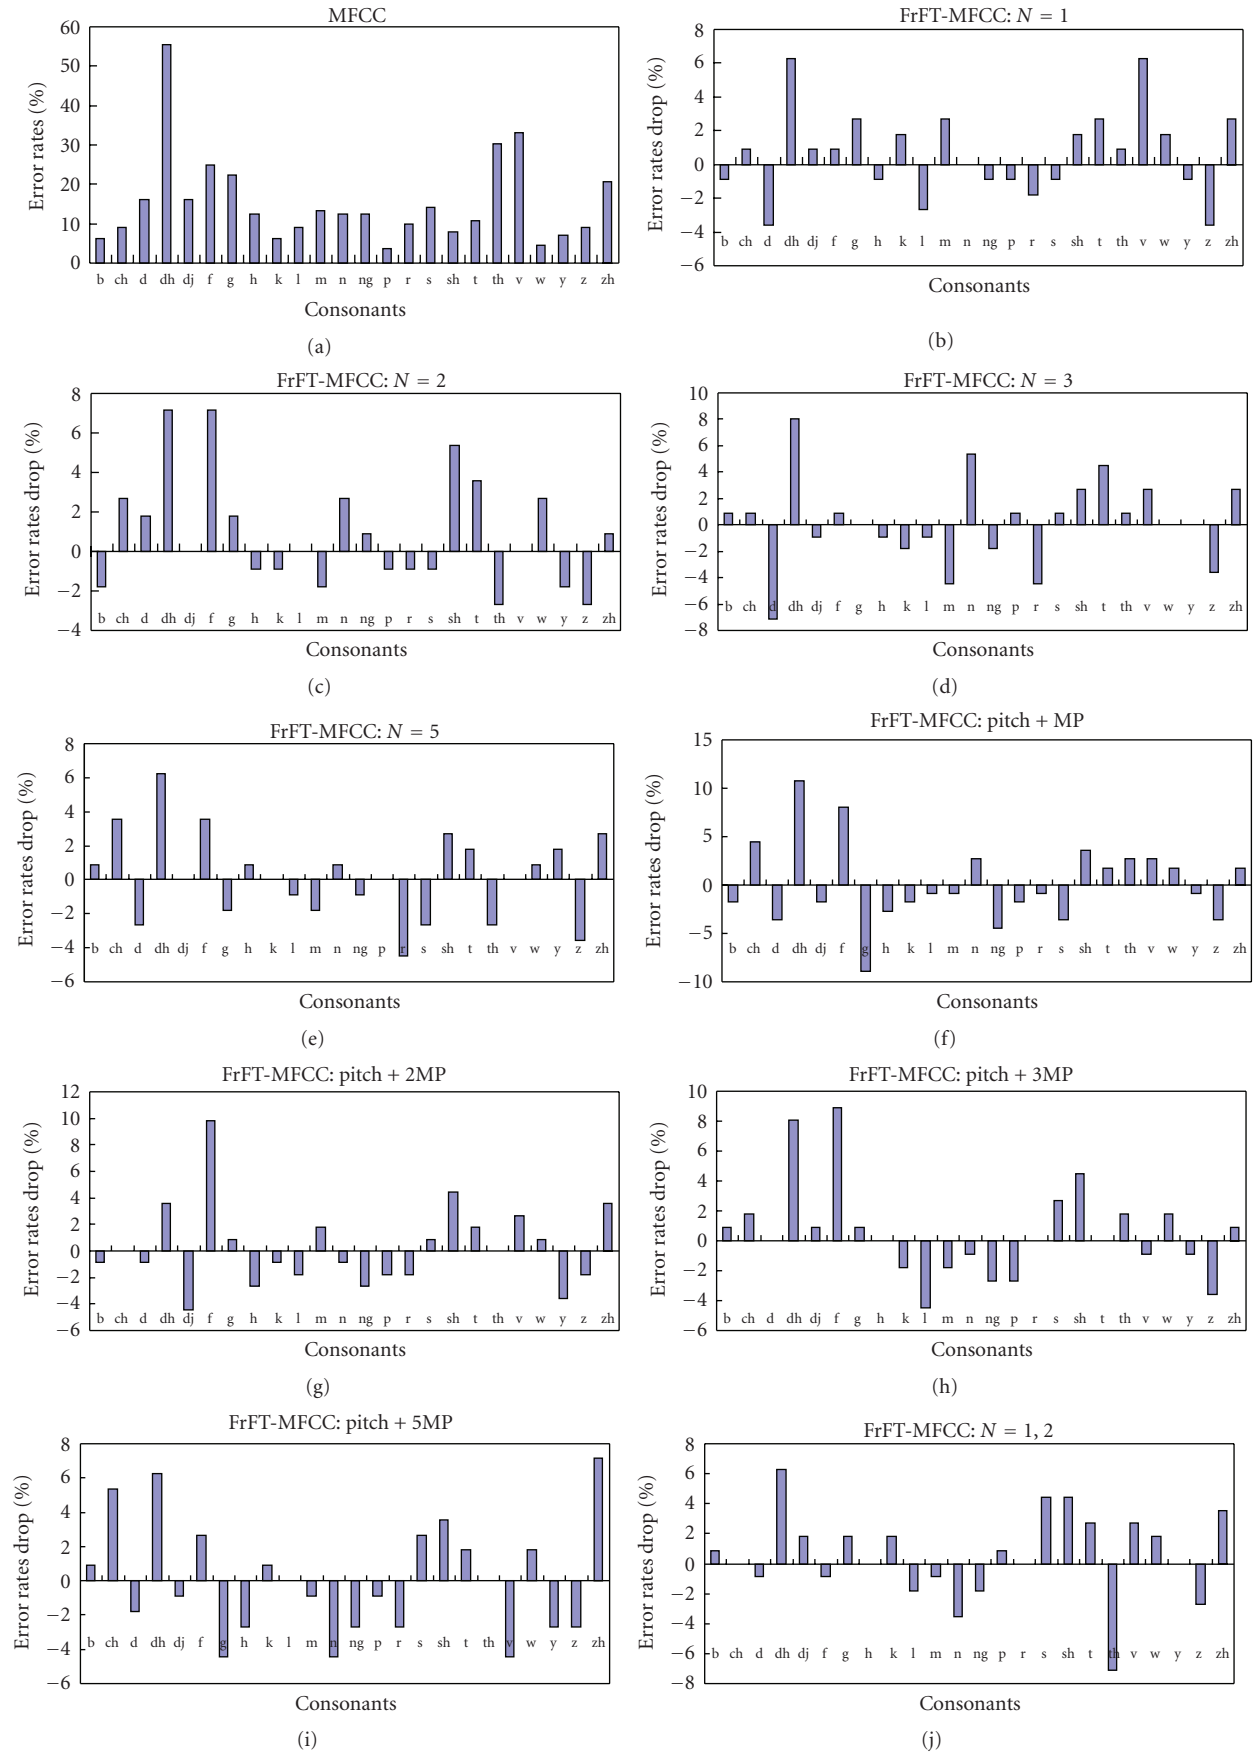 MFCC
Error rates (%)
60
50
40
30
20
10
0
b ch d dh dj f g h k l m n ng p r s sh t th v w y z zh
Consonants
(a)
FrFT-MFCC: N = 1
Error rates drop (%)
8
6
4
2
0
−2
−4
−6
b ch d dh dj f g h k l m n ng p r s sh t th v w y z zh
Consonants
(b)
FrFT-MFCC: N = 2
Error rates drop (%)
8
6
4
2
0
−2
−4
b ch d dh dj f g h k l m n ng p r s sh t th v w y z zh
Consonants
(c)
FrFT-MFCC: N = 3
Error rates drop (%)
10
8
6
4
2
0
−2
−4
−6
−8
b ch d dh dj f g h k l m n ng p r s sh t th v w y z zh
Consonants
(d)
FrFT-MFCC: N = 5
Error rates drop (%)
8
6
4
2
0
−2
−4
−6
b ch d dh dj f g h k l m n ng p r s sh t th v w y z zh
Consonants
(e)
FrFT-MFCC: pitch + MP
Error rates drop (%)
15
10
5
0
−5
−10
b ch d dh dj f g h k l m n ng p r s sh t th v w y z zh
Consonants
(f)
FrFT-MFCC: pitch + 2MP
Error rates drop (%)
12
10
8
6
4
2
0
−2
−4
−6
b ch d dh dj f g h k l m n ng p r s sh t th v w y z zh
Consonants
(g)
FrFT-MFCC: pitch + 3MP
Error rates drop (%)
10
8
6
4
2
0
−2
−4
−6
b ch d dh dj f g h k l m n ng p r s sh t th v w y z zh
Consonants
(h)
FrFT-MFCC: pitch + 5MP
Error rates drop (%)
8
6
4
2
0
−2
−4
−6
b ch d dh dj f g h k l m n ng p r s sh t th v w y z zh
Consonants
(i)
FrFT-MFCC: N = 1, 2
Error rates drop (%)
8
6
4
2
0
−2
−4
−6
−8
b ch d dh dj f g h k l m n ng p r s sh t th v w y z zh
Consonants
(j)